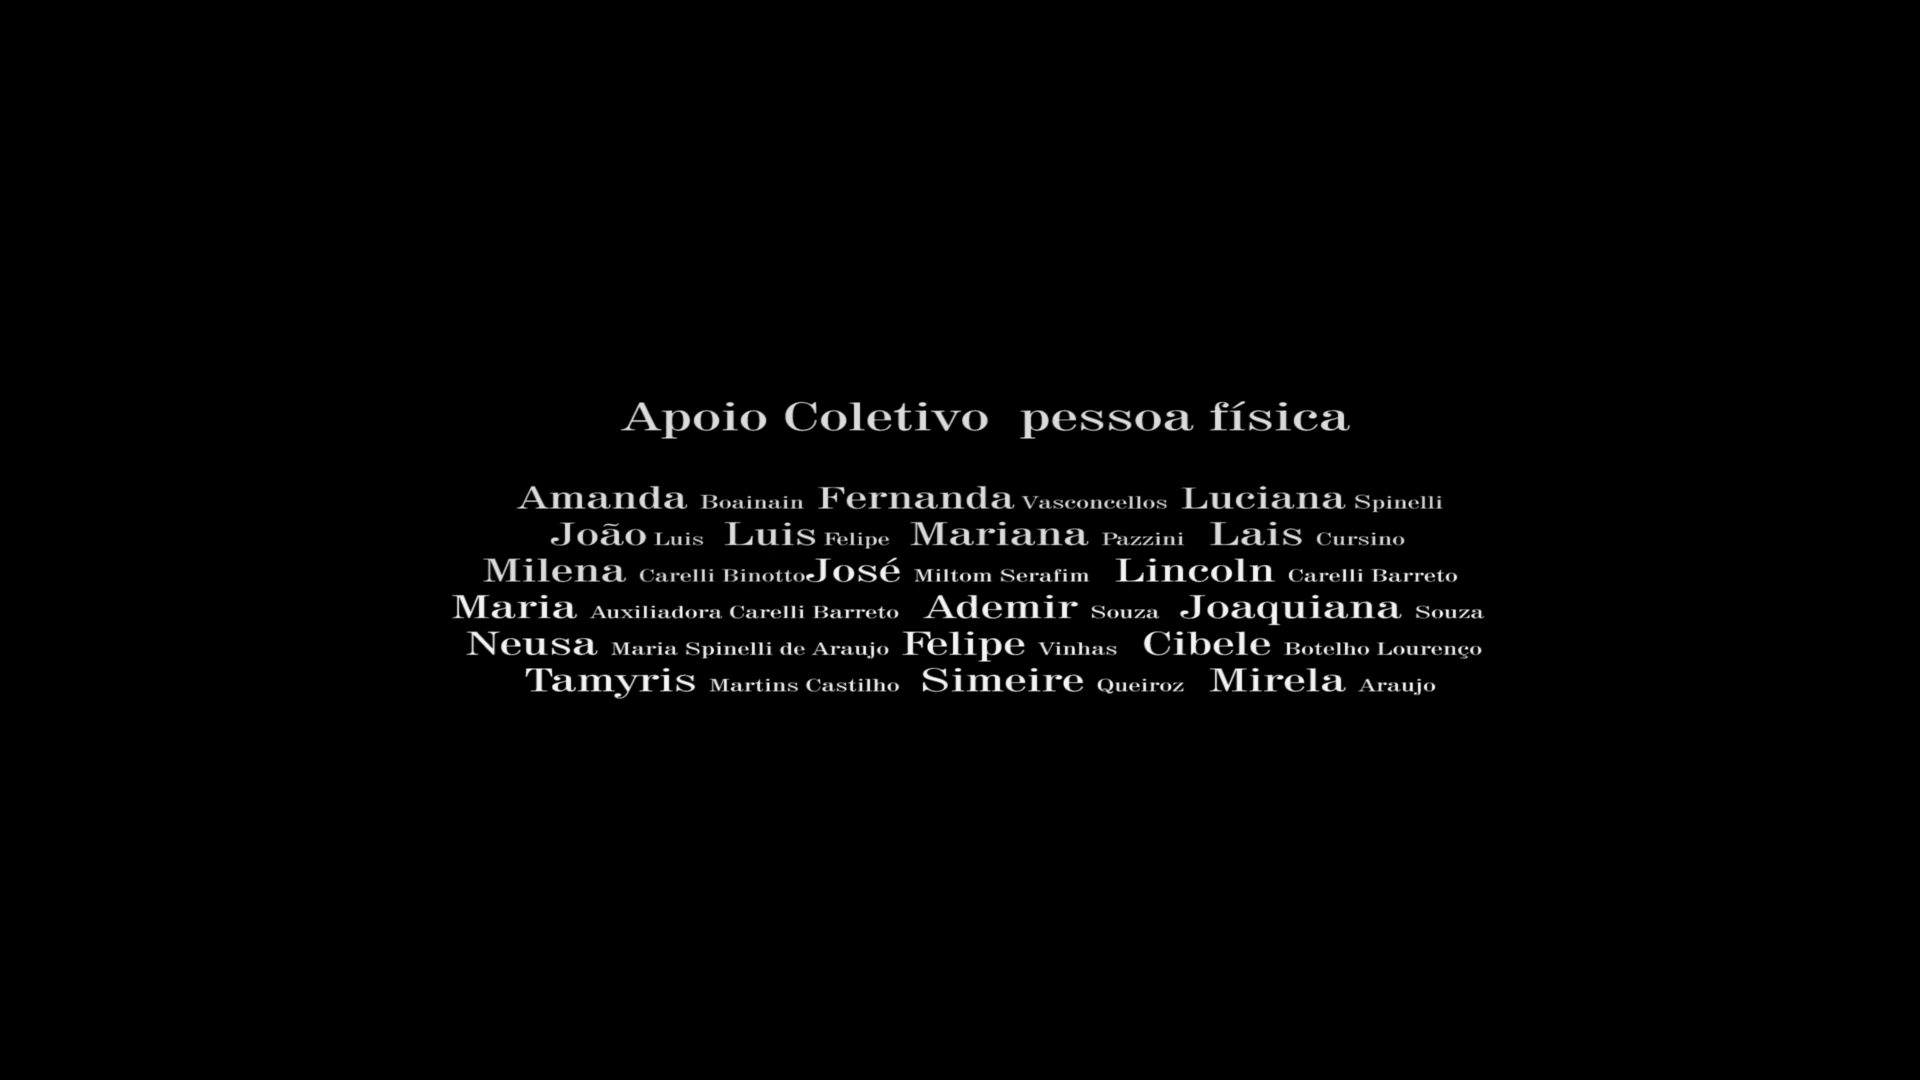 Apoio Coletivo pessoa física
Amanda Boainain Fernanda Vasconcellos Luciana Spinelli
João Luis Luis Felipe Mariana Pazzini Lais Cursino
Milena Carelli BinottoJosé Miltom Serafim Lincoln Carelli Barreto
Maria Auxiliadora Carelli Barreto Ademir Souza Joaquiana Souza
Neusa Maria Spinelli de Araujo Felipe Vinhas Cibele Botelho Lourenço
Tamyris Martins Castilho Simeire Queiroz Mirela Araujo